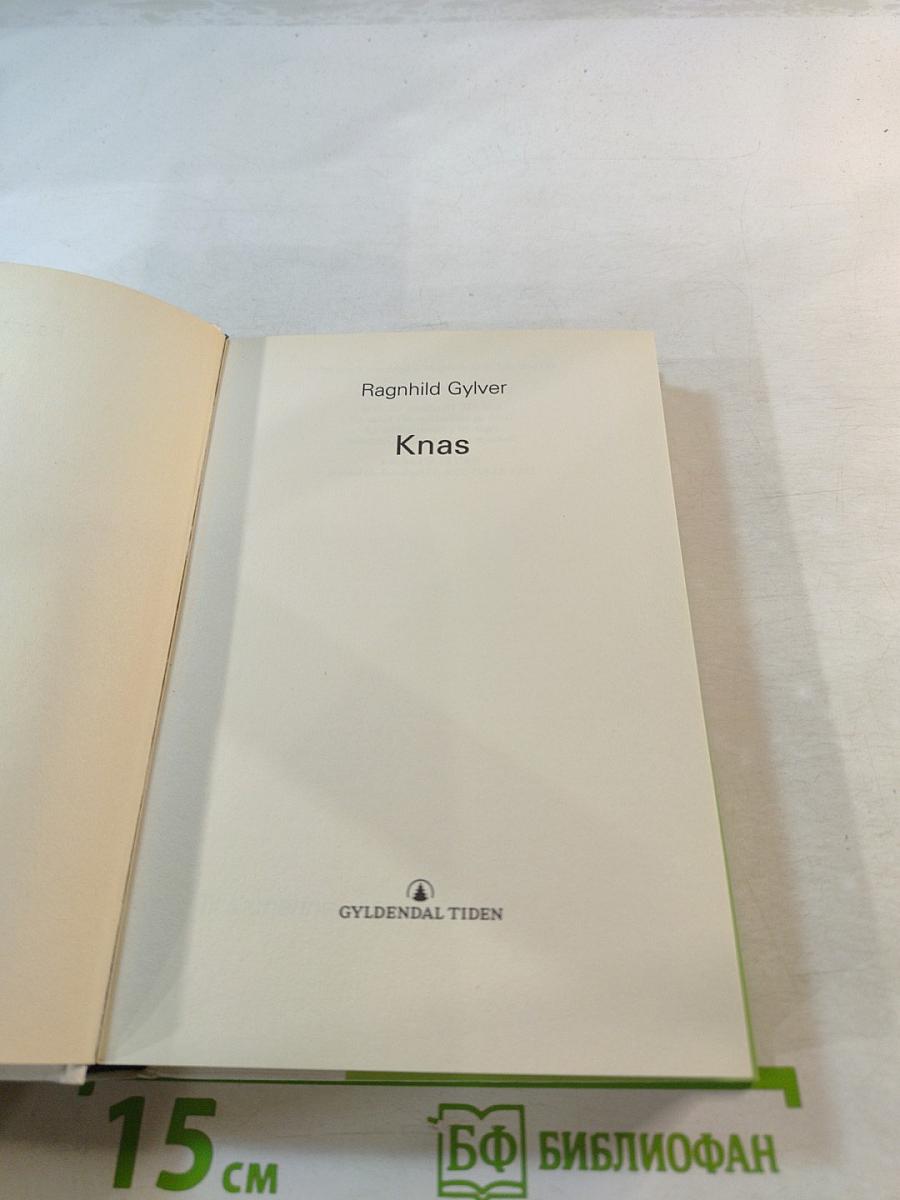 Ragnhild Gylver
Knas
GYLDENDAL TIDEN
15 см
БФ БИБЛИОФАН